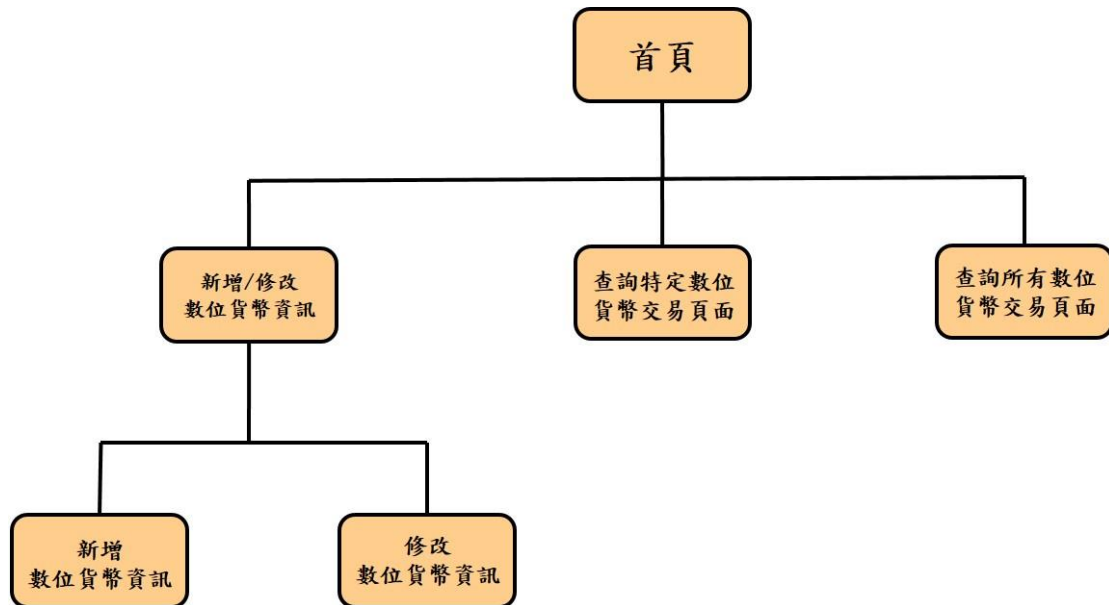 首頁
新增/修改
數位貨幣資訊
查詢特定數位
貨幣交易頁面
查詢所有數位
貨幣交易頁面
新增
數位貨幣資訊
修改
數位貨幣資訊